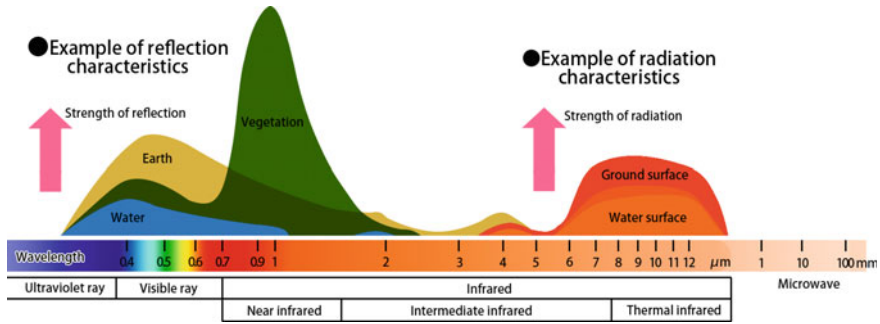 ●Example of reflection
characteristics
Strength of reflection
Vegetation
Earth
Water
●Example of radiation
characteristics
Strength of radiation
Ground surface
Water surface
Wavelength 0.4 0.5 0.6 0.7 0.9 1 2 3 4 5 6 7 8 9 10 11 12 μm 1 10 100 mm
Ultraviolet ray Visible ray Infrared Microwave
Near infrared Intermediate infrared Thermal infrared